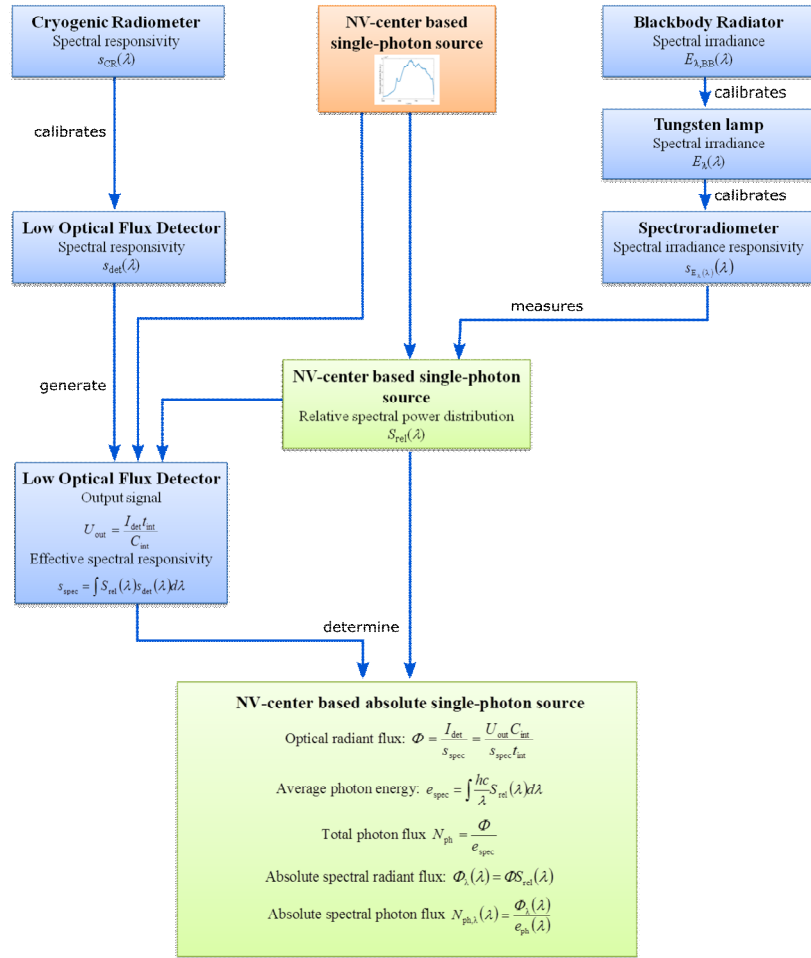 Cryogenic Radiometer
Spectral responsivity
s_CR(λ)
NV-center based
single-photon source
Blackbody Radiator
Spectral irradiance
E_λ,BB(λ)
calibrates
calibrates
Tungsten lamp
Spectral irradiance
E_λ(λ)
calibrates
Low Optical Flux Detector
Spectral responsivity
s_det(λ)
Spectroradiometer
Spectral irradiance responsivity
s_E_λ(λ)(λ)
measures
generate
NV-center based single-photon
source
Relative spectral power distribution
S_rel(λ)
Low Optical Flux Detector
Output signal
U_out = I_det t_int / C_int
Effective spectral responsivity
s_spec = ∫ S_rel(λ)s_det(λ)dλ
determine
NV-center based absolute single-photon source
Optical radiant flux: Φ = I_det / s_spec = U_out C_int / s_spec t_int
Average photon energy: e_spec = ∫ hc/λ S_rel(λ)dλ
Total photon flux N_ph = Φ / e_spec
Absolute spectral radiant flux: Φ_λ(λ) = ΦS_rel(λ)
Absolute spectral photon flux N_ph,λ(λ) = Φ_λ(λ) / e_ph(λ)